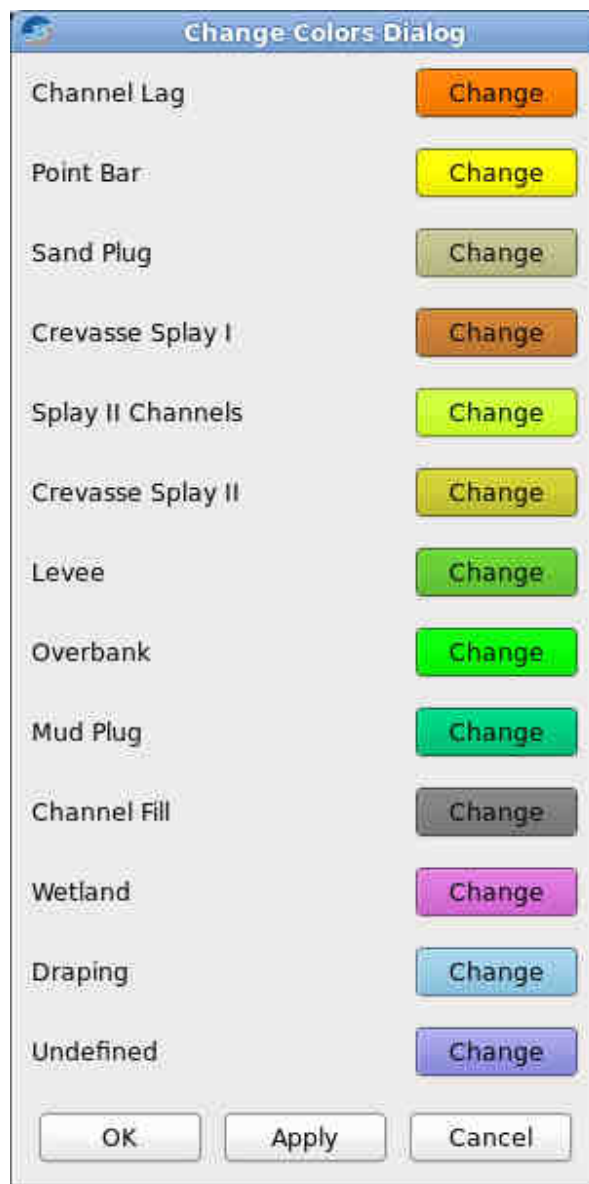 Change Colors Dialog
Channel Lag Change
Point Bar Change
Sand Plug Change
Crevasse Splay I Change
Splay II Channels Change
Crevasse Splay II Change
Levee Change
Overbank Change
Mud Plug Change
Channel Fill Change
Wetland Change
Draping Change
Undefined Change
OK Apply Cancel